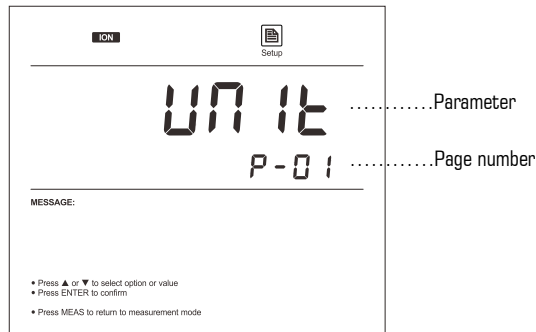 ION
Setup
UNIt ............Parameter
P-01 ............Page number
MESSAGE:
• Press ▲ or ▼ to select option or value
• Press ENTER to confirm
• Press MEAS to return to measurement mode